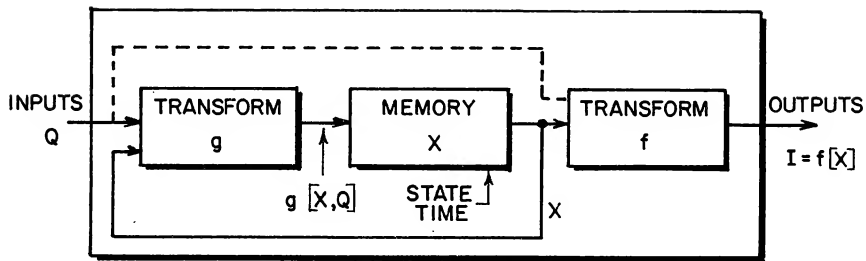 INPUTS
Q
TRANSFORM
g
g [X,Q]
MEMORY
X
STATE
TIME
X
TRANSFORM
f
OUTPUTS
I = f[X]